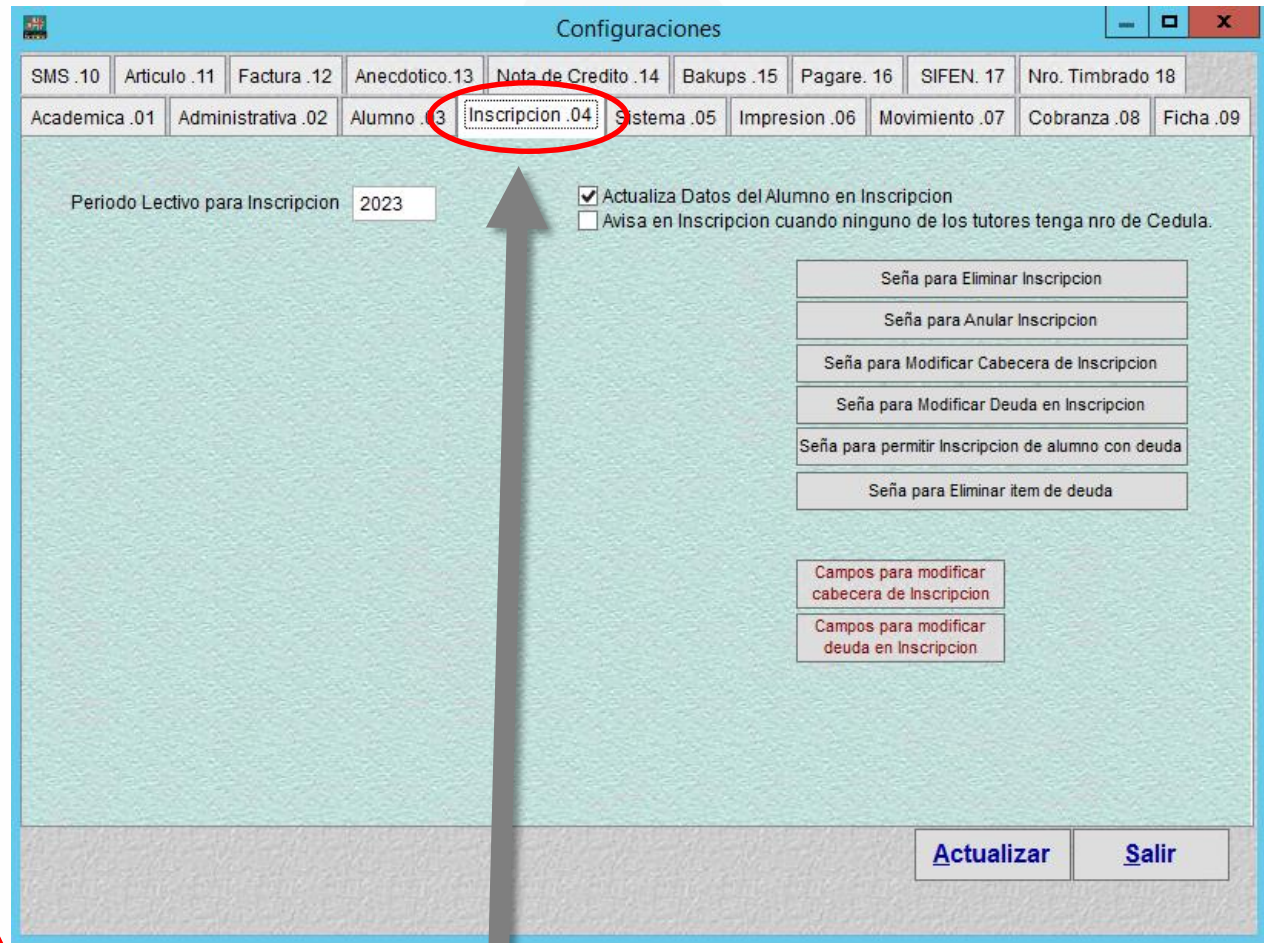 Configuraciones
SMS .10 Articulo .11 Factura .12 Anecdotico.13 Nota de Credito .14 Bakups .15 Pagare. 16 SIFEN. 17 Nro. Timbrado 18
Academica .01 Administrativa .02 Alumno .03 Inscripcion .04 Sistema .05 Impresion .06 Movimiento .07 Cobranza .08 Ficha .09
Periodo Lectivo para Inscripcion 2023
Actualiza Datos del Alumno en Inscripcion
Avisa en Inscripcion cuando ninguno de los tutores tenga nro de Cedula.
Seña para Eliminar Inscripcion
Seña para Anular Inscripcion
Seña para Modificar Cabecera de Inscripcion
Seña para Modificar Deuda en Inscripcion
Seña para permitir Inscripcion de alumno con deuda
Seña para Eliminar item de deuda
Campos para modificar
cabecera de Inscripcion
Campos para modificar
deuda en Inscripcion
Actualizar Salir